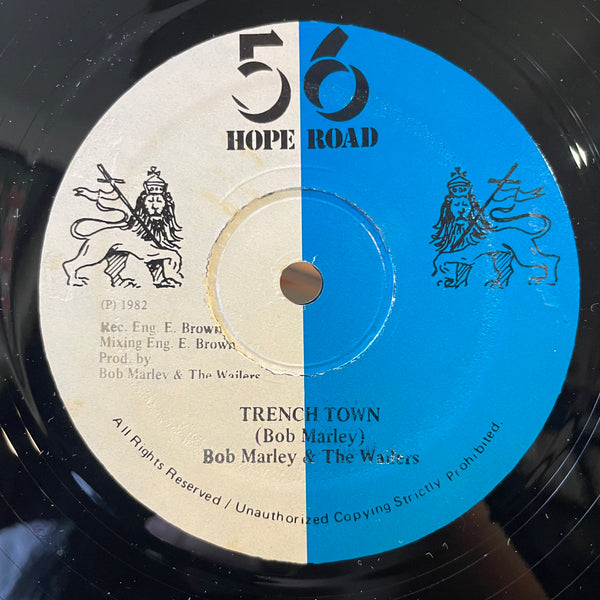 56
HOPE ROAD
(P) 1982
Rec. Eng. E. Brown
Mixing Eng. E. Brown
Prod. by
Bob Marley & The Wailers
TRENCH TOWN
(Bob Marley)
Bob Marley & The Wailers
All Rights Reserved / Unauthorized Copying Strictly Prohibited.